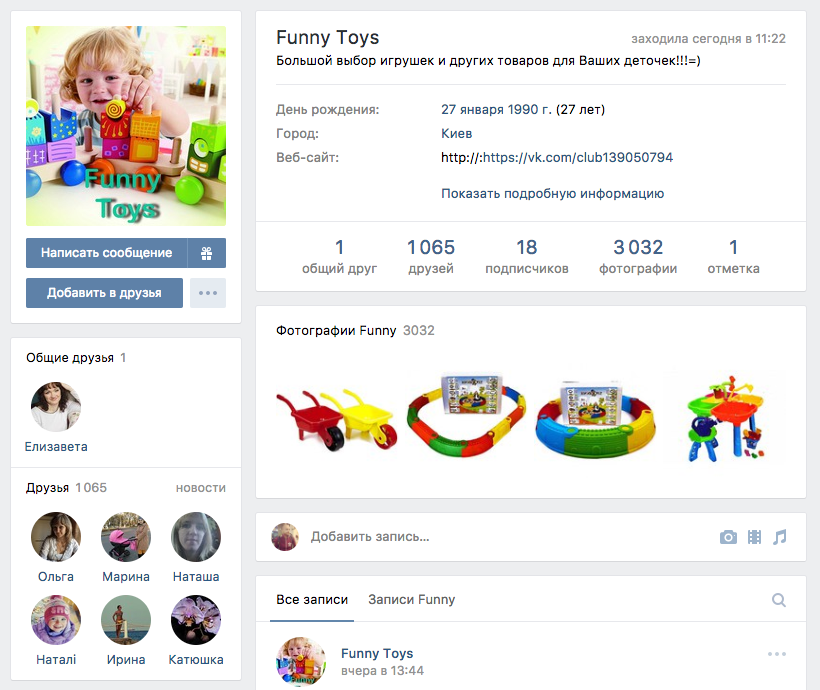 Funny
Toys
Написать сообщение
Добавить в друзья
Общие друзья 1
Елизавета
Друзья 1 065
новости
Ольга
Марина
Наташа
Наталі
Ирина
Катюшка
Funny Toys
заходила сегодня в 11:22
Большой выбор игрушек и других товаров для Ваших деточек!!!=)
День рождения: 27 января 1990 г. (27 лет)
Город: Киев
Веб-сайт: http://:https://vk.com/club139050794
Показать подробную информацию
1
общий друг
1 065
друзей
18
подписчиков
3 032
фотографии
1
отметка
Фотографии Funny 3032
Добавить запись...
Все записи
Записи Funny
Funny Toys
вчера в 13:44